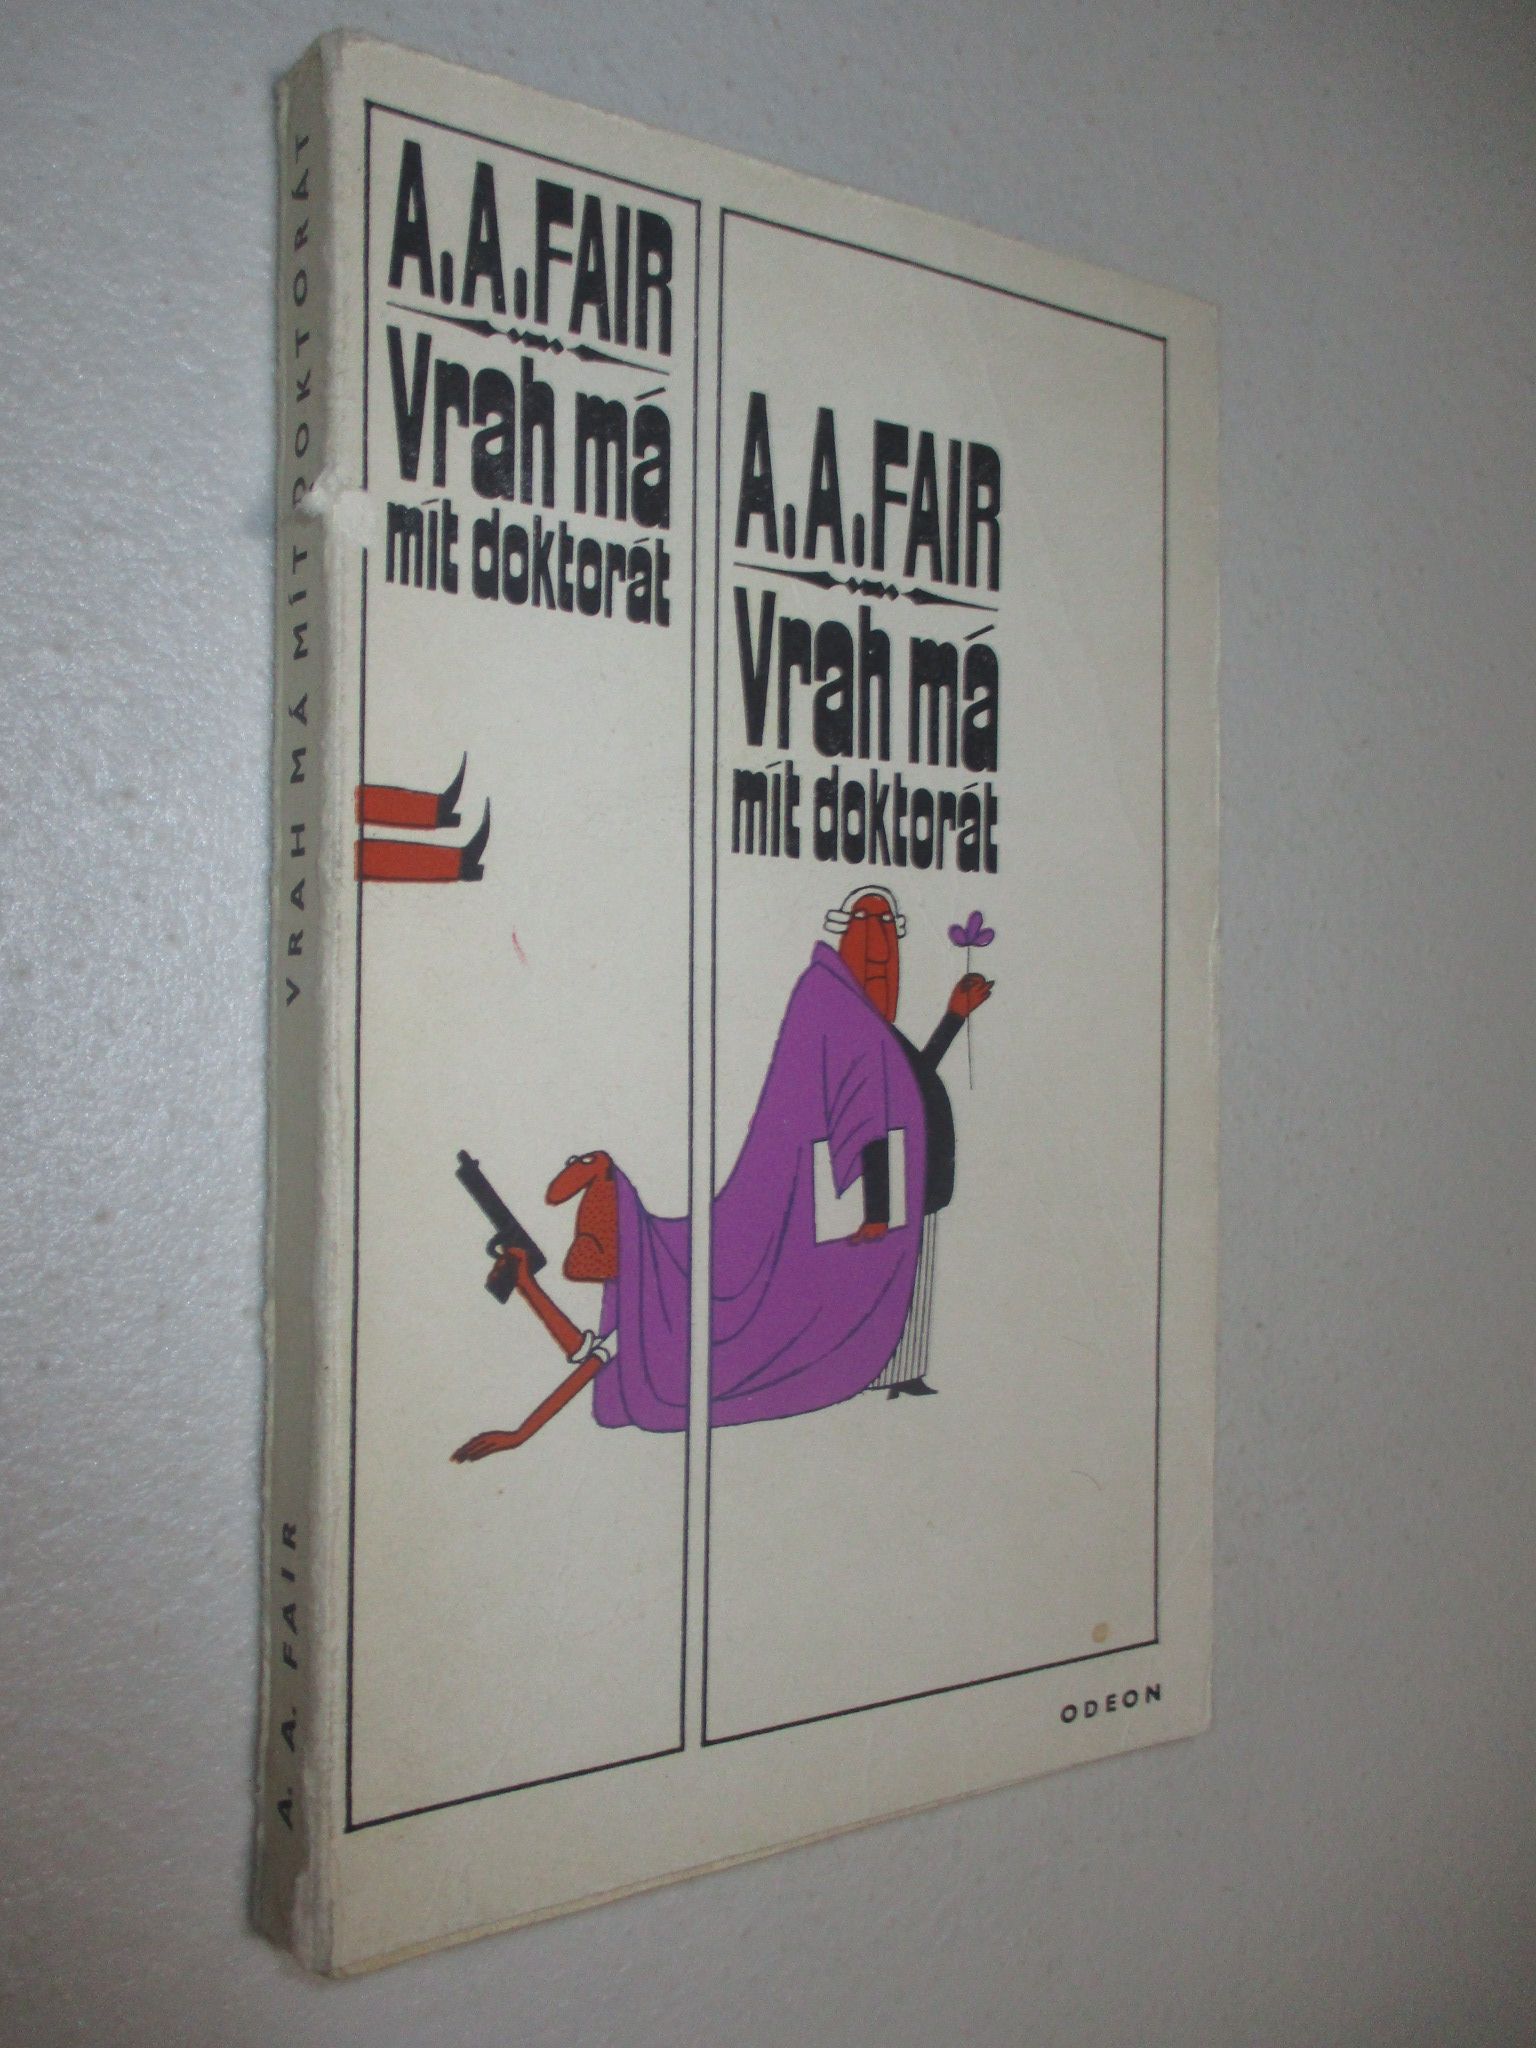 VRAH MÁ MÍT DOKTORÁT
A. A. FAIR
A.A.FAIR
Vrah má
mít doktorát
A.A.FAIR
Vrah má
mít doktorát
ODEON